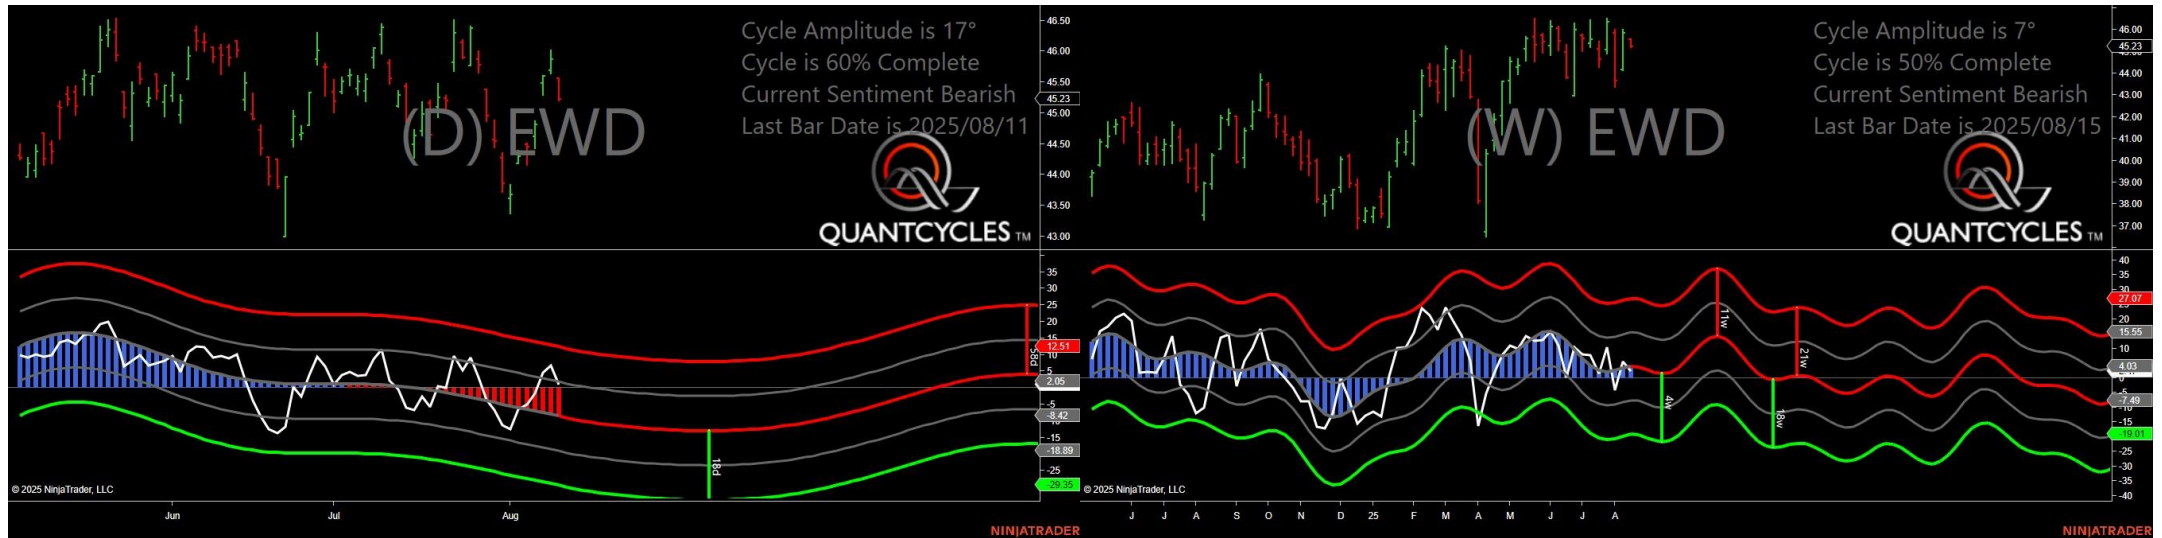 Cycle Amplitude is 17°
Cycle is 60% Complete
Current Sentiment Bearish
Last Bar Date is 2025/08/11
(D) EWD
QUANTCYCLES TM
46.50
46.00
45.50
45.23
45.00
44.50
44.00
43.50
43.00
35
30
25
20
15
12.51
10
58d
5
2.05
-5
-8.42
-15
-18.89
-25
-29.35
18d
© 2025 NinjaTrader, LLC
Jun
Jul
Aug
NINJATRADER
Cycle Amplitude is 7°
Cycle is 50% Complete
Current Sentiment Bearish
Last Bar Date is 2025/08/15
(W) EWD
QUANTCYCLES TM
46.00
45.23
44.00
43.00
42.00
41.00
40.00
39.00
38.00
37.00
40
35
30
27.07
20
15.55
10
4.03
-7.49
-10
-15
-19.01
-25
-30
-35
-40
11w
21w
4w
18w
© 2025 NinjaTrader, LLC
J J A S O N D 25 F M A M J J A
NINJATRADER